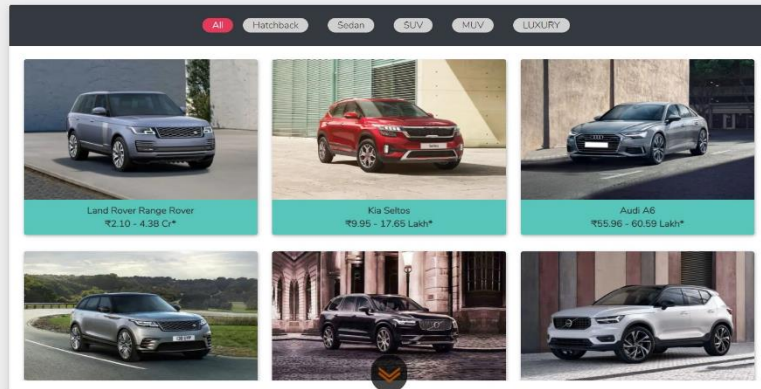 All Hatchback Sedan SUV MUV LUXURY
Land Rover Range Rover
₹2.10 - 4.38 Cr*
Kia Seltos
₹9.95 - 17.65 Lakh*
Audi A6
₹55.96 - 60.59 Lakh*